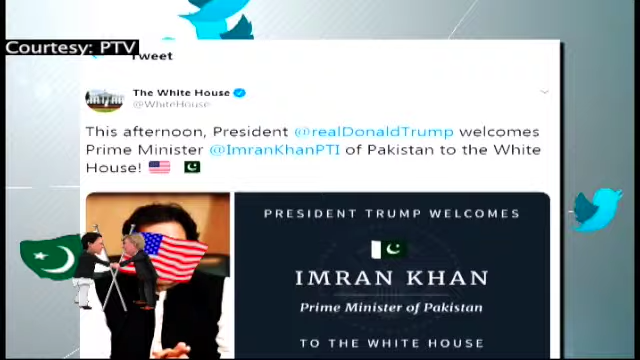 Courtesy: PTV
Tweet
The White House
@WhiteHouse
This afternoon, President @realDonaldTrump welcomes
Prime Minister @ImranKhanPTI of Pakistan to the White
House!
PRESIDENT TRUMP WELCOMES
IMRAN KHAN
Prime Minister of Pakistan
TO THE WHITE HOUSE